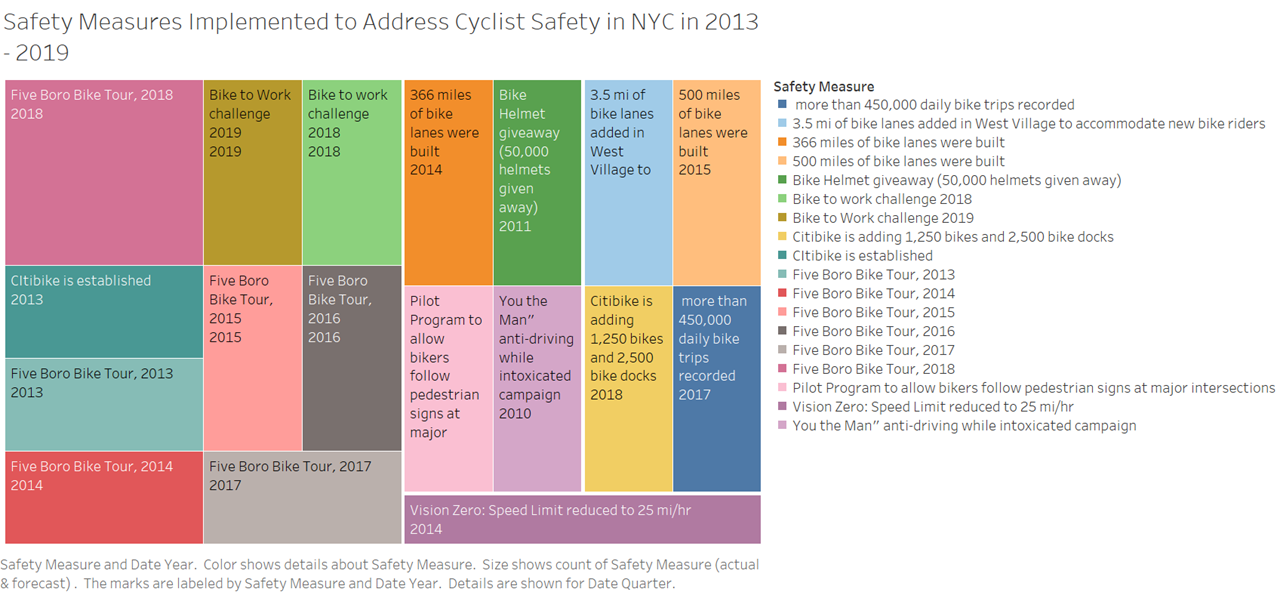 Safety Measures Implemented to Address Cyclist Safety in NYC in 2013
- 2019
Five Boro Bike Tour, 2018
2018
Bike to Work
challenge
2019
2019
Bike to work
challenge
2018
2018
366 miles
of bike
lanes were
built
2014
Bike
Helmet
giveaway
(50,000
helmets
given
away)
2011
3.5 mi of
bike lanes
added in
West
Village to
500 miles
of bike
lanes were
built
2015
CItibike is established
2013
Five Boro
Bike Tour,
2015
2015
Five Boro
Bike Tour,
2016
2016
Five Boro Bike Tour, 2013
2013
Five Boro Bike Tour, 2014
2014
Five Boro Bike Tour, 2017
2017
Pilot
Program to
allow
bikers
follow
pedestrian
signs at
major
You the
Man”
anti-driving
while
intoxicated
campaign
2010
Citibike is
adding
1,250 bikes
and 2,500
bike docks
2018
more than
450,000
daily bike
trips
recorded
2017
Vision Zero: Speed Limit reduced to 25 mi/hr
2014
Safety Measure
more than 450,000 daily bike trips recorded
3.5 mi of bike lanes added in West Village to accommodate new bike riders
366 miles of bike lanes were built
500 miles of bike lanes were built
Bike Helmet giveaway (50,000 helmets given away)
Bike to work challenge 2018
Bike to Work challenge 2019
Citibike is adding 1,250 bikes and 2,500 bike docks
CItibike is established
Five Boro Bike Tour, 2013
Five Boro Bike Tour, 2014
Five Boro Bike Tour, 2015
Five Boro Bike Tour, 2016
Five Boro Bike Tour, 2017
Five Boro Bike Tour, 2018
Pilot Program to allow bikers follow pedestrian signs at major intersections
Vision Zero: Speed Limit reduced to 25 mi/hr
You the Man” anti-driving while intoxicated campaign
Safety Measure and Date Year.  Color shows details about Safety Measure.  Size shows count of Safety Measure (actual
& forecast) .  The marks are labeled by Safety Measure and Date Year.  Details are shown for Date Quarter.